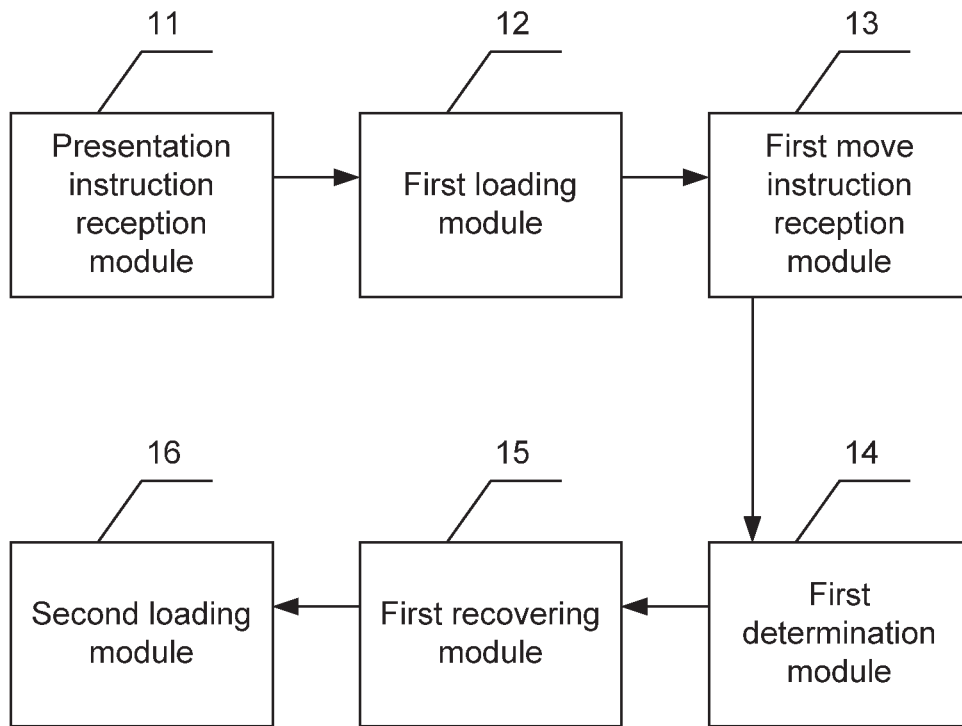 11
12
13
Presentation
instruction
reception
module
First loading
module
First move
instruction
reception
module
16
15
14
Second loading
module
First recovering
module
First
determination
module